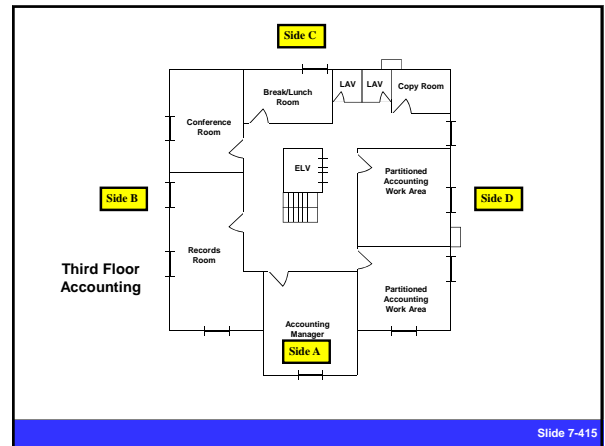 Side C
LAV
LAV
Copy Room
Break/Lunch
Room
Conference
Room
ELV
Partitioned
Accounting
Work Area
Side B
Side D
Records
Room
Third Floor
Accounting
Partitioned
Accounting
Work Area
Accounting
Manager
Side A
Slide 7-415